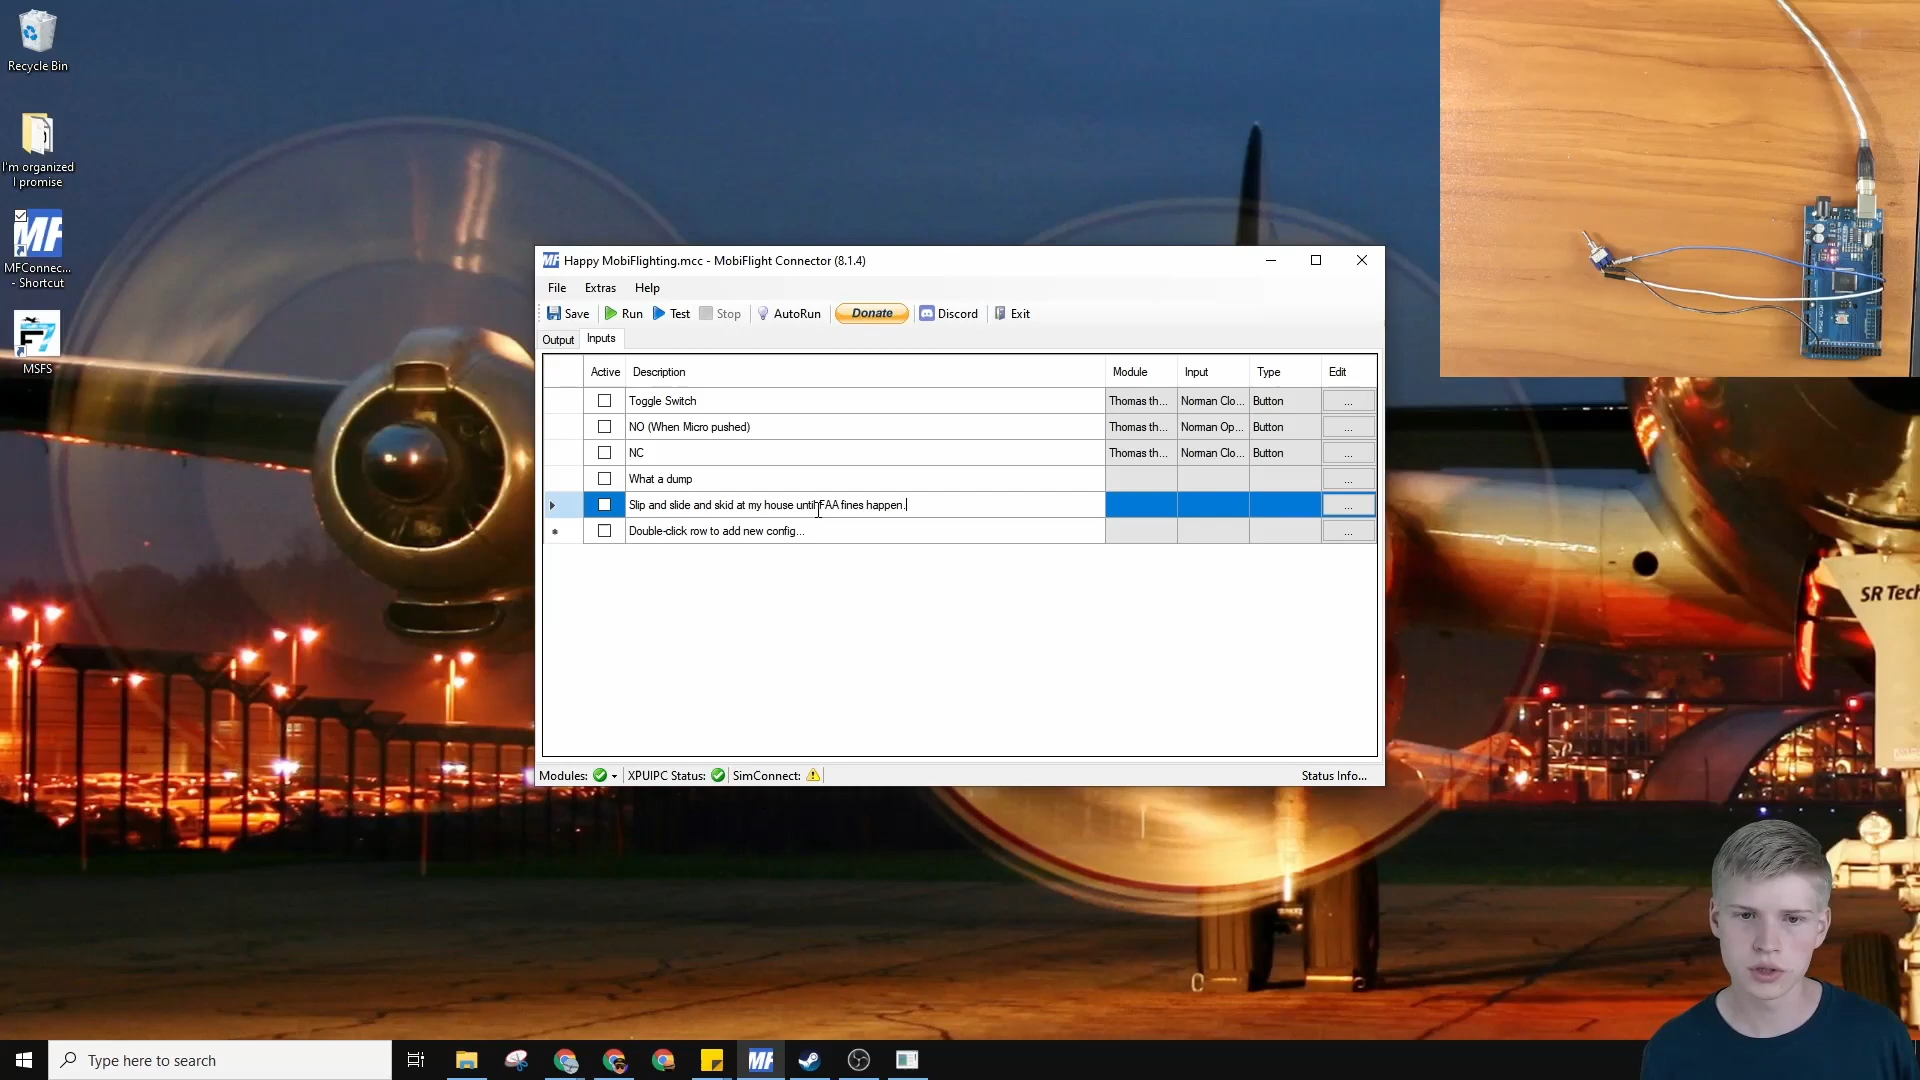 Recycle Bin
I'm organized
I promise
MF
MFConnec...
- Shortcut
F7
MSFS
MF Happy MobiFlighting.mcc - MobiFlight Connector (8.1.4)
File Extras Help
Save Run Test Stop AutoRun Donate Discord Exit
Output Inputs
Active Description Module Input Type Edit
Toggle Switch Thomas th... Norman Clo... Button ...
NO (When Micro pushed) Thomas th... Norman Op... Button ...
NC Thomas th... Norman Clo... Button ...
What a dump ...
Slip and slide and skid at my house until FAA fines happen. ...
Double-click row to add new config... ...
Modules: XPUIPC Status: SimConnect: Status Info...
SR Tech
Type here to search
MF